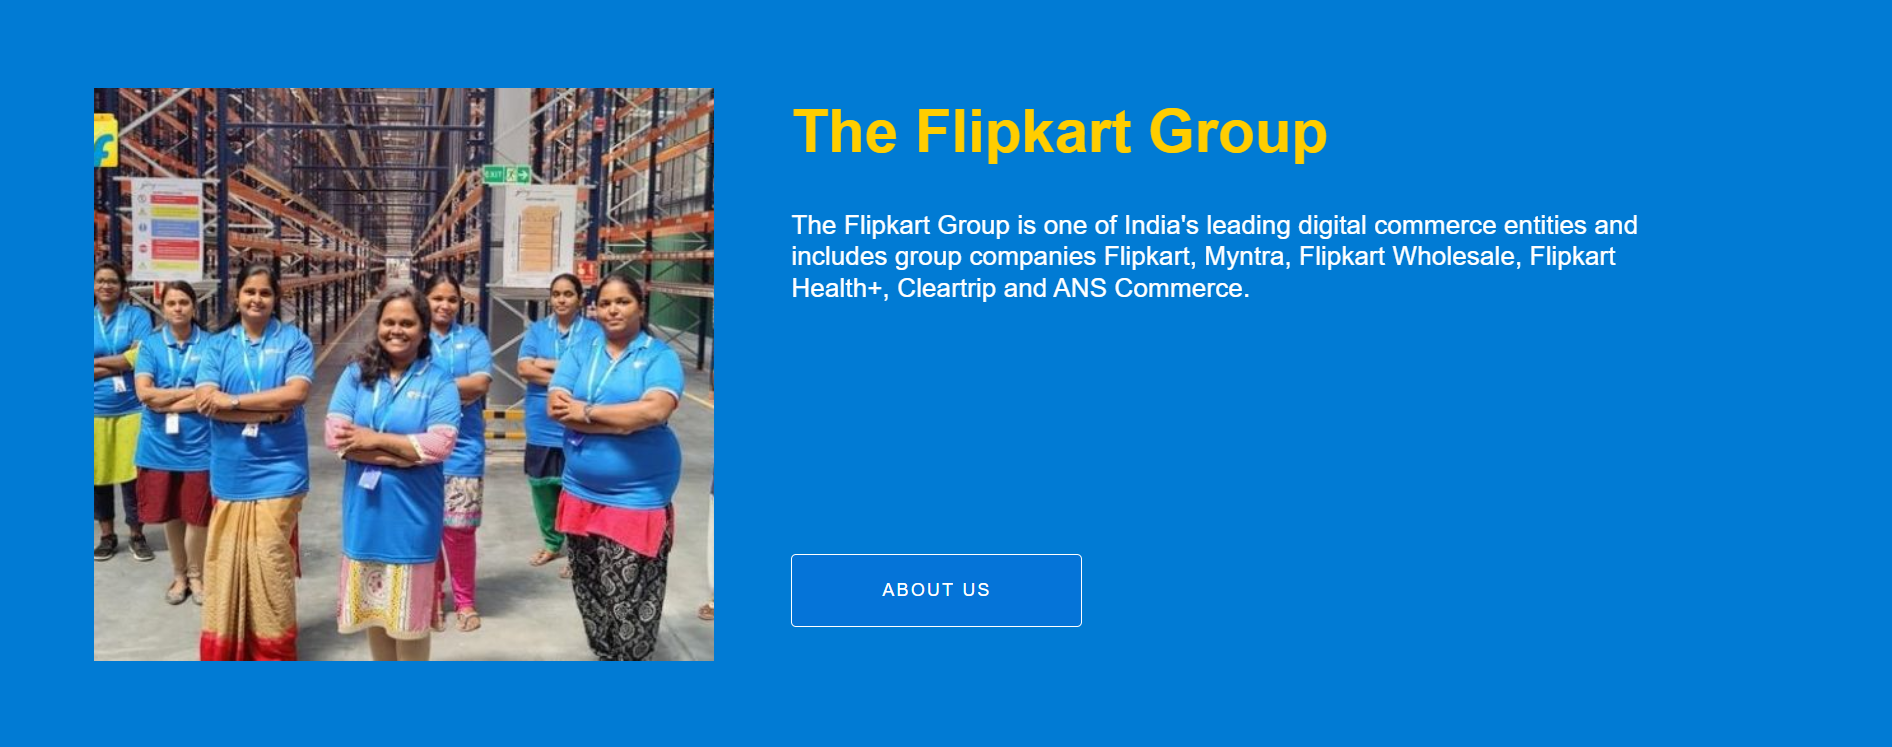 The Flipkart Group
The Flipkart Group is one of India's leading digital commerce entities and
includes group companies Flipkart, Myntra, Flipkart Wholesale, Flipkart
Health+, Cleartrip and ANS Commerce.
ABOUT US
EXIT